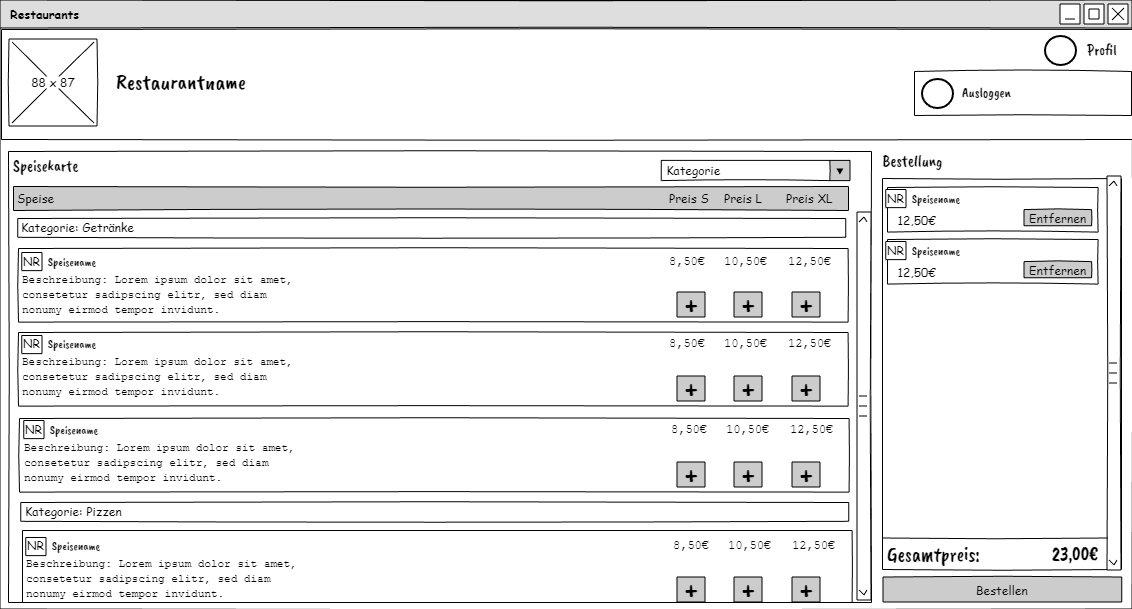 Restaurants
88 x 87
Restaurantname
Profil
Ausloggen
Speisekarte
Kategorie
Speise Preis S Preis L Preis XL
Kategorie: Getränke
NR Speisename 8,50€ 10,50€ 12,50€
Beschreibung: Lorem ipsum dolor sit amet,
consetetur sadipscing elitr, sed diam
nonumy eirmod tempor invidunt.
+ + +
NR Speisename 8,50€ 10,50€ 12,50€
Beschreibung: Lorem ipsum dolor sit amet,
consetetur sadipscing elitr, sed diam
nonumy eirmod tempor invidunt.
+ + +
NR Speisename 8,50€ 10,50€ 12,50€
Beschreibung: Lorem ipsum dolor sit amet,
consetetur sadipscing elitr, sed diam
nonumy eirmod tempor invidunt.
+ + +
Kategorie: Pizzen
NR Speisename 8,50€ 10,50€ 12,50€
Beschreibung: Lorem ipsum dolor sit amet,
consetetur sadipscing elitr, sed diam
nonumy eirmod tempor invidunt.
+ + +
Bestellung
NR Speisename
12,50€ Entfernen
NR Speisename
12,50€ Entfernen
Gesamtpreis: 23,00€
Bestellen